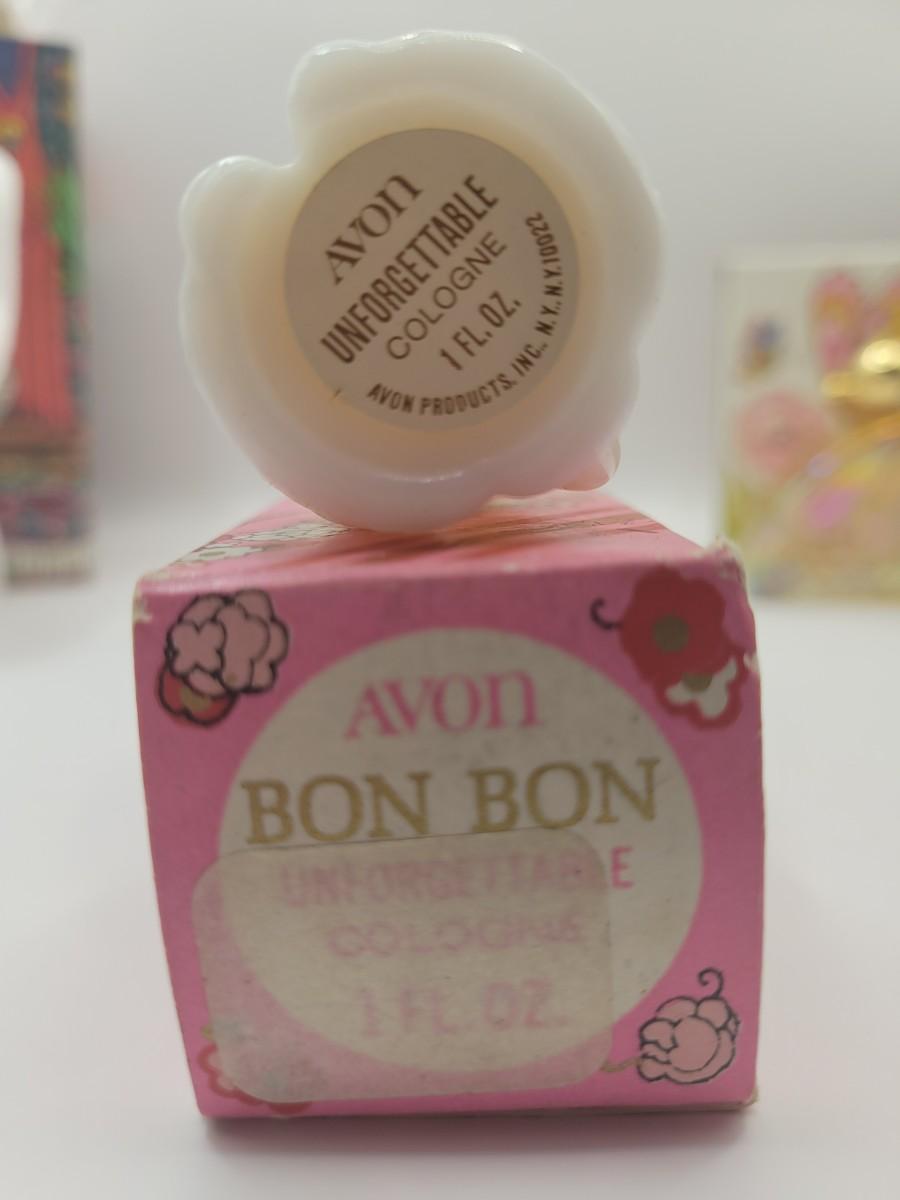 AVON
UNFORGETTABLE
COLOGNE
1 FL. OZ.
AVON PRODUCTS, INC., N.Y., N.Y. 10022
AVON
BON BON
UNFORGETTABLE
COLOGNE
1 FL. OZ.